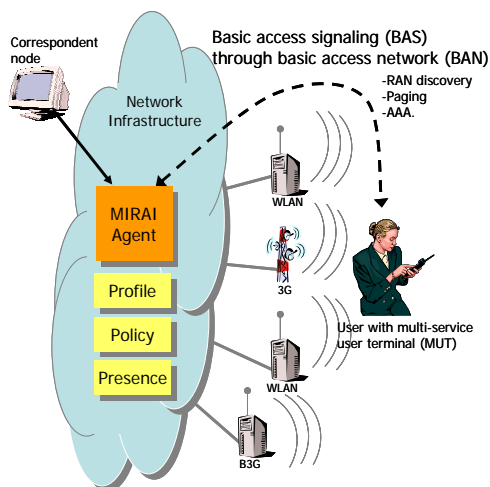 Correspondent
node
Basic access signaling (BAS)
through basic access network (BAN)
-RAN discovery
-Paging
-AAA.
Network
Infrastructure
MIRAI
Agent
Profile
Policy
Presence
WLAN
3G
WLAN
B3G
User with multi-service
user terminal (MUT)